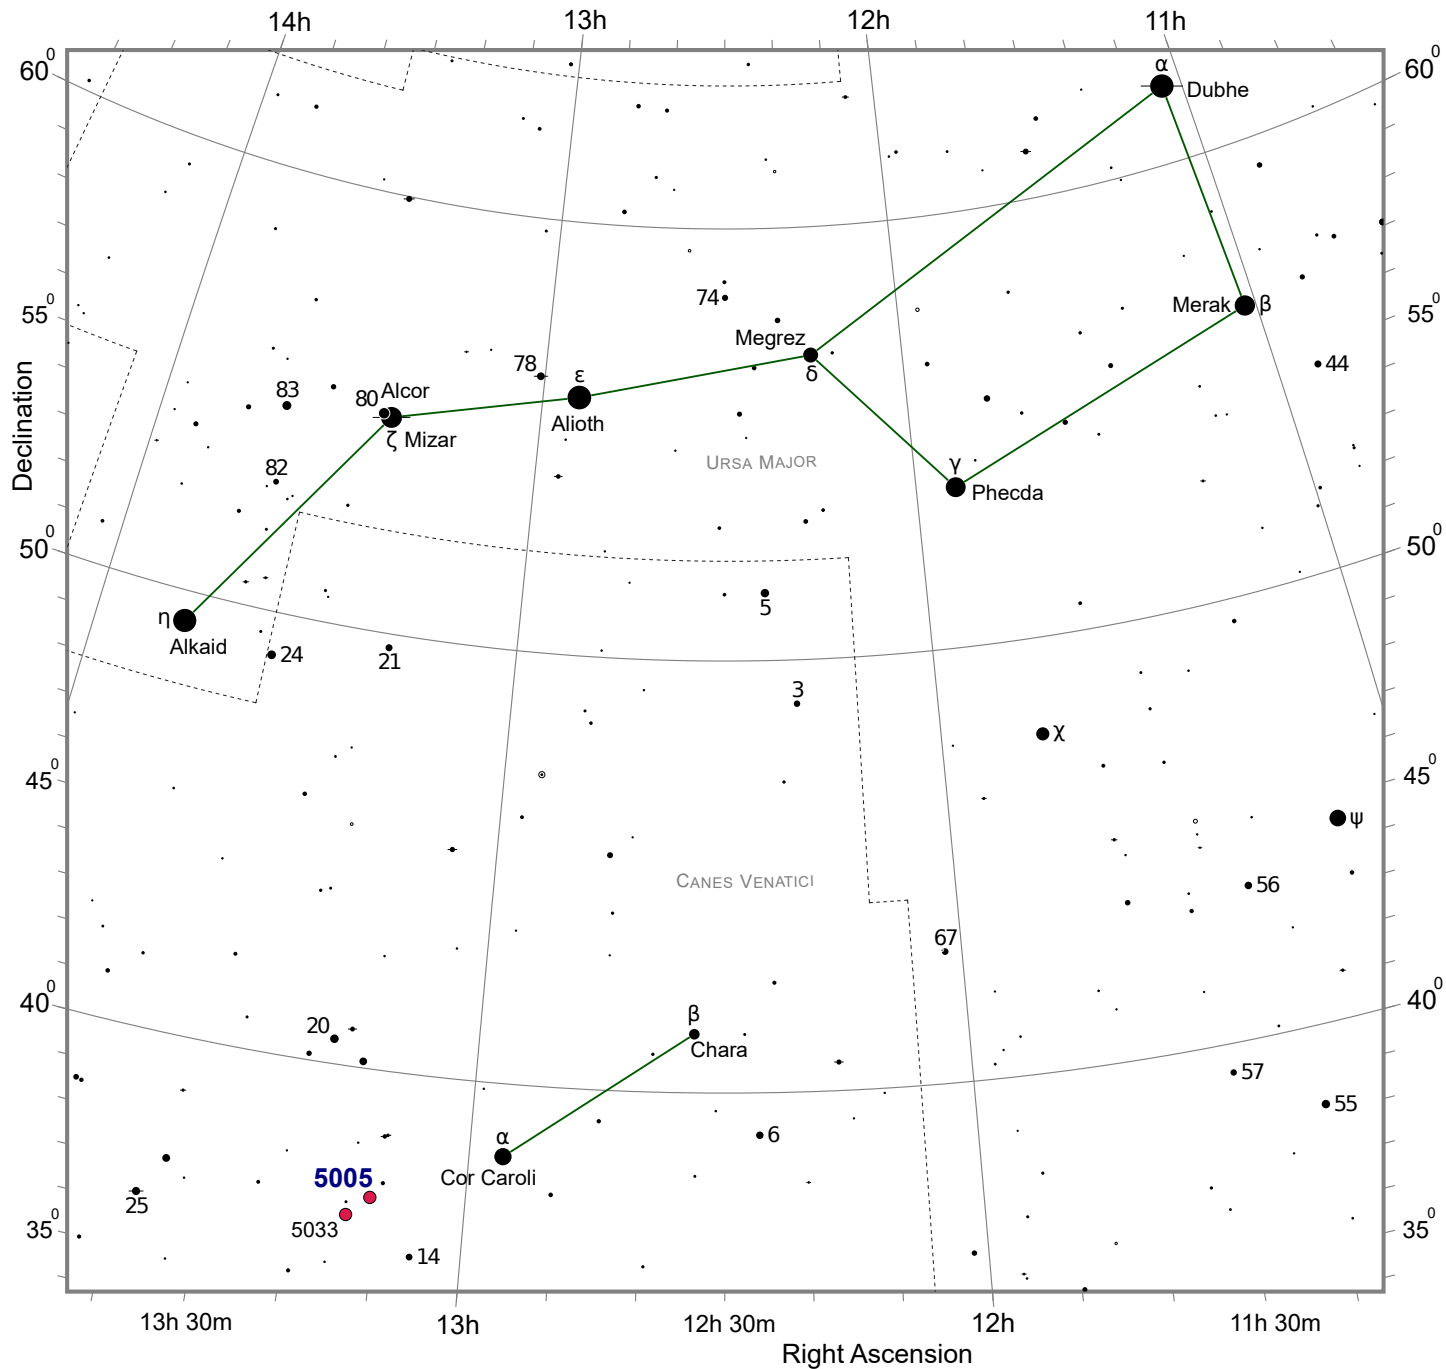 14h 13h 12h 11h
60⁰ 60⁰
α
Dubhe
74
55⁰ 55⁰
Merak β
Megrez
δ
78
ε
Alioth
44
83
80 Alcor
ζ Mizar
82
URSA MAJOR
γ
Phecda
50⁰ 50⁰
5
η
Alkaid
24
21
3
χ
45⁰ 45⁰
ψ
CANES VENATICI
56
67
40⁰ 40⁰
20
β
Chara
57
55
6
α
Cor Caroli
5005
25
5033
35⁰ 35⁰
14
13h 30m 13h 12h 30m 12h 11h 30m
Right Ascension
Declination